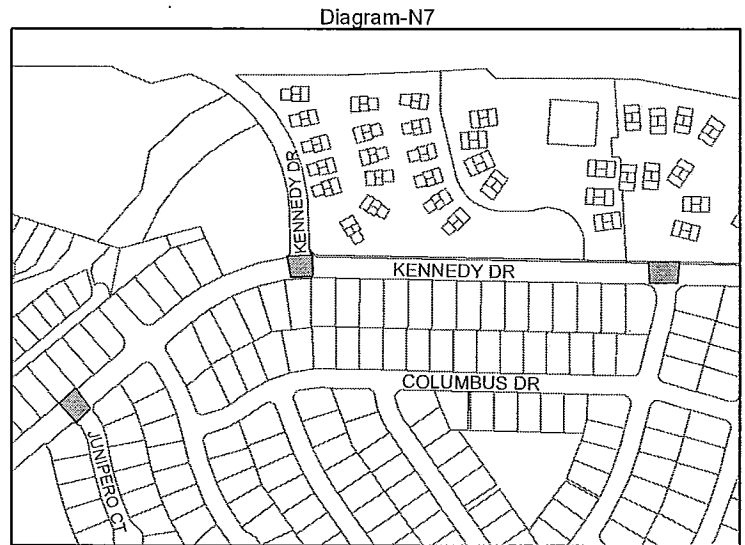 Diagram-N7
KENNEDY DR
KENNEDY DR
COLUMBUS DR
JUNIPERO CT